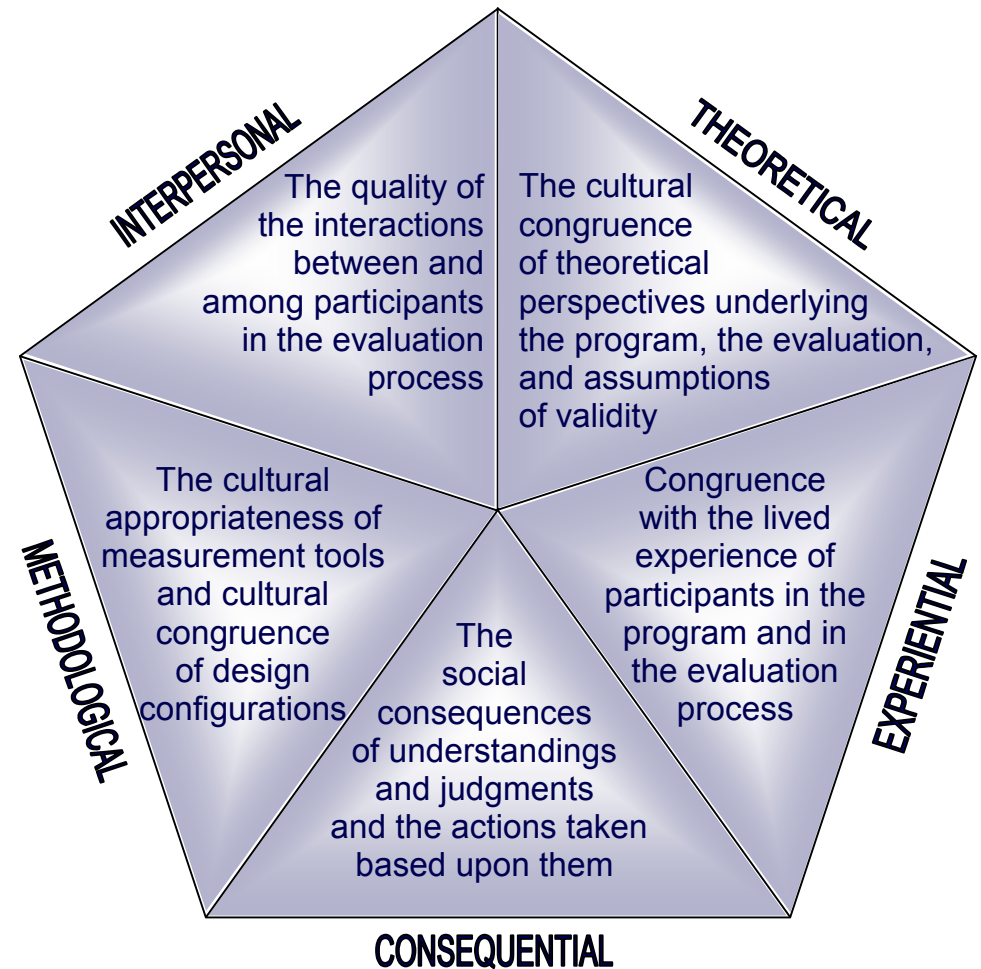 INTERPERSONAL
The quality of
the interactions
between and
among participants
in the evaluation
process
THEORETICAL
The cultural
congruence
of theoretical
perspectives underlying
the program, the evaluation,
and assumptions
of validity
METHODOLOGICAL
The cultural
appropriateness of
measurement tools
and cultural
congruence
of design
configurations
EXPERIENTIAL
Congruence
with the lived
experience of
participants in the
program and in
the evaluation
process
The
social
consequences
of understandings
and judgments
and the actions taken
based upon them
CONSEQUENTIAL